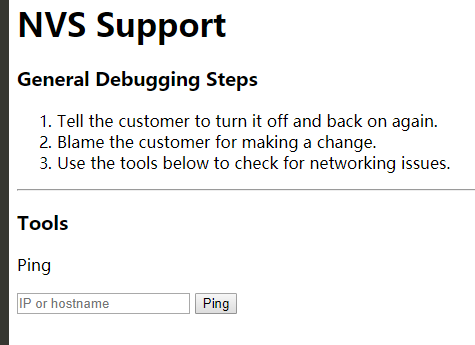 NVS Support
General Debugging Steps
1. Tell the customer to turn it off and back on again.
2. Blame the customer for making a change.
3. Use the tools below to check for networking issues.
Tools
Ping
IP or hostname Ping